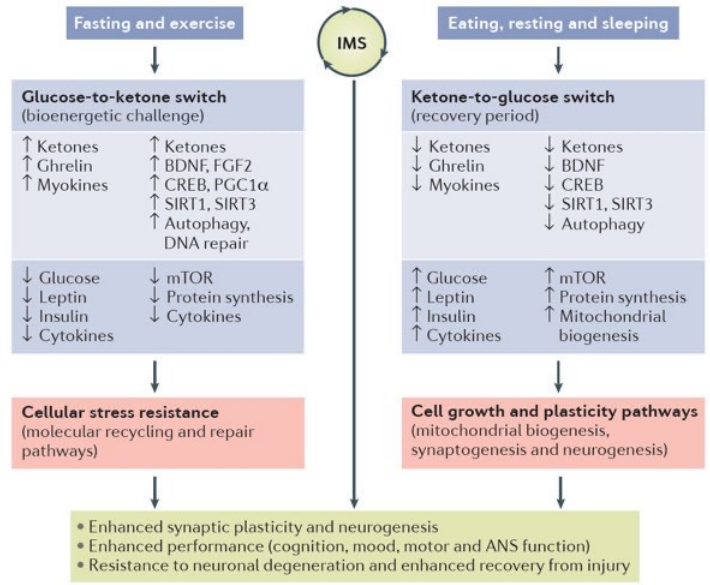 Fasting and exercise
IMS
Eating, resting and sleeping
Glucose-to-ketone switch
(bioenergetic challenge)
↑ Ketones
↑ Ghrelin
↑ Myokines
↑ Ketones
↑ BDNF, FGF2
↑ CREB, PGC1α
↑ SIRT1, SIRT3
↑ Autophagy,
DNA repair
↓ Glucose
↓ Leptin
↓ Insulin
↓ Cytokines
↓ mTOR
↓ Protein synthesis
↓ Cytokines
Cellular stress resistance
(molecular recycling and repair
pathways)
Ketone-to-glucose switch
(recovery period)
↓ Ketones
↓ Ghrelin
↓ Myokines
↓ Ketones
↓ BDNF
↓ CREB
↓ SIRT1, SIRT3
↓ Autophagy
↑ Glucose
↑ Leptin
↑ Insulin
↑ Cytokines
↑ mTOR
↑ Protein synthesis
↑ Mitochondrial
biogenesis
Cell growth and plasticity pathways
(mitochondrial biogenesis,
synaptogenesis and neurogenesis)
• Enhanced synaptic plasticity and neurogenesis
• Enhanced performance (cognition, mood, motor and ANS function)
• Resistance to neuronal degeneration and enhanced recovery from injury